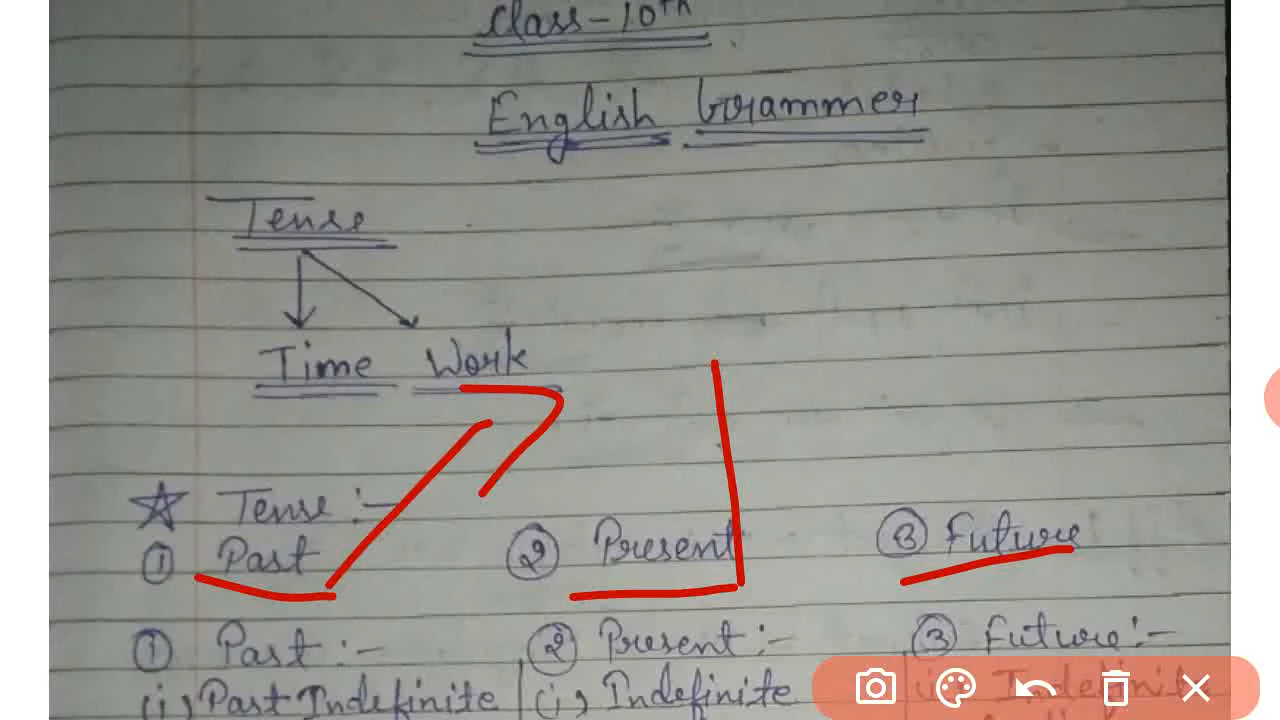 Class-10th
English Grammer
Tense
Time Work
☆ Tense :-
① Past ② Present ③ Future
① Past :- ② Present :- ③ Future :-
(i) Past Indefinite (i) Indefinite (i) Indefinite